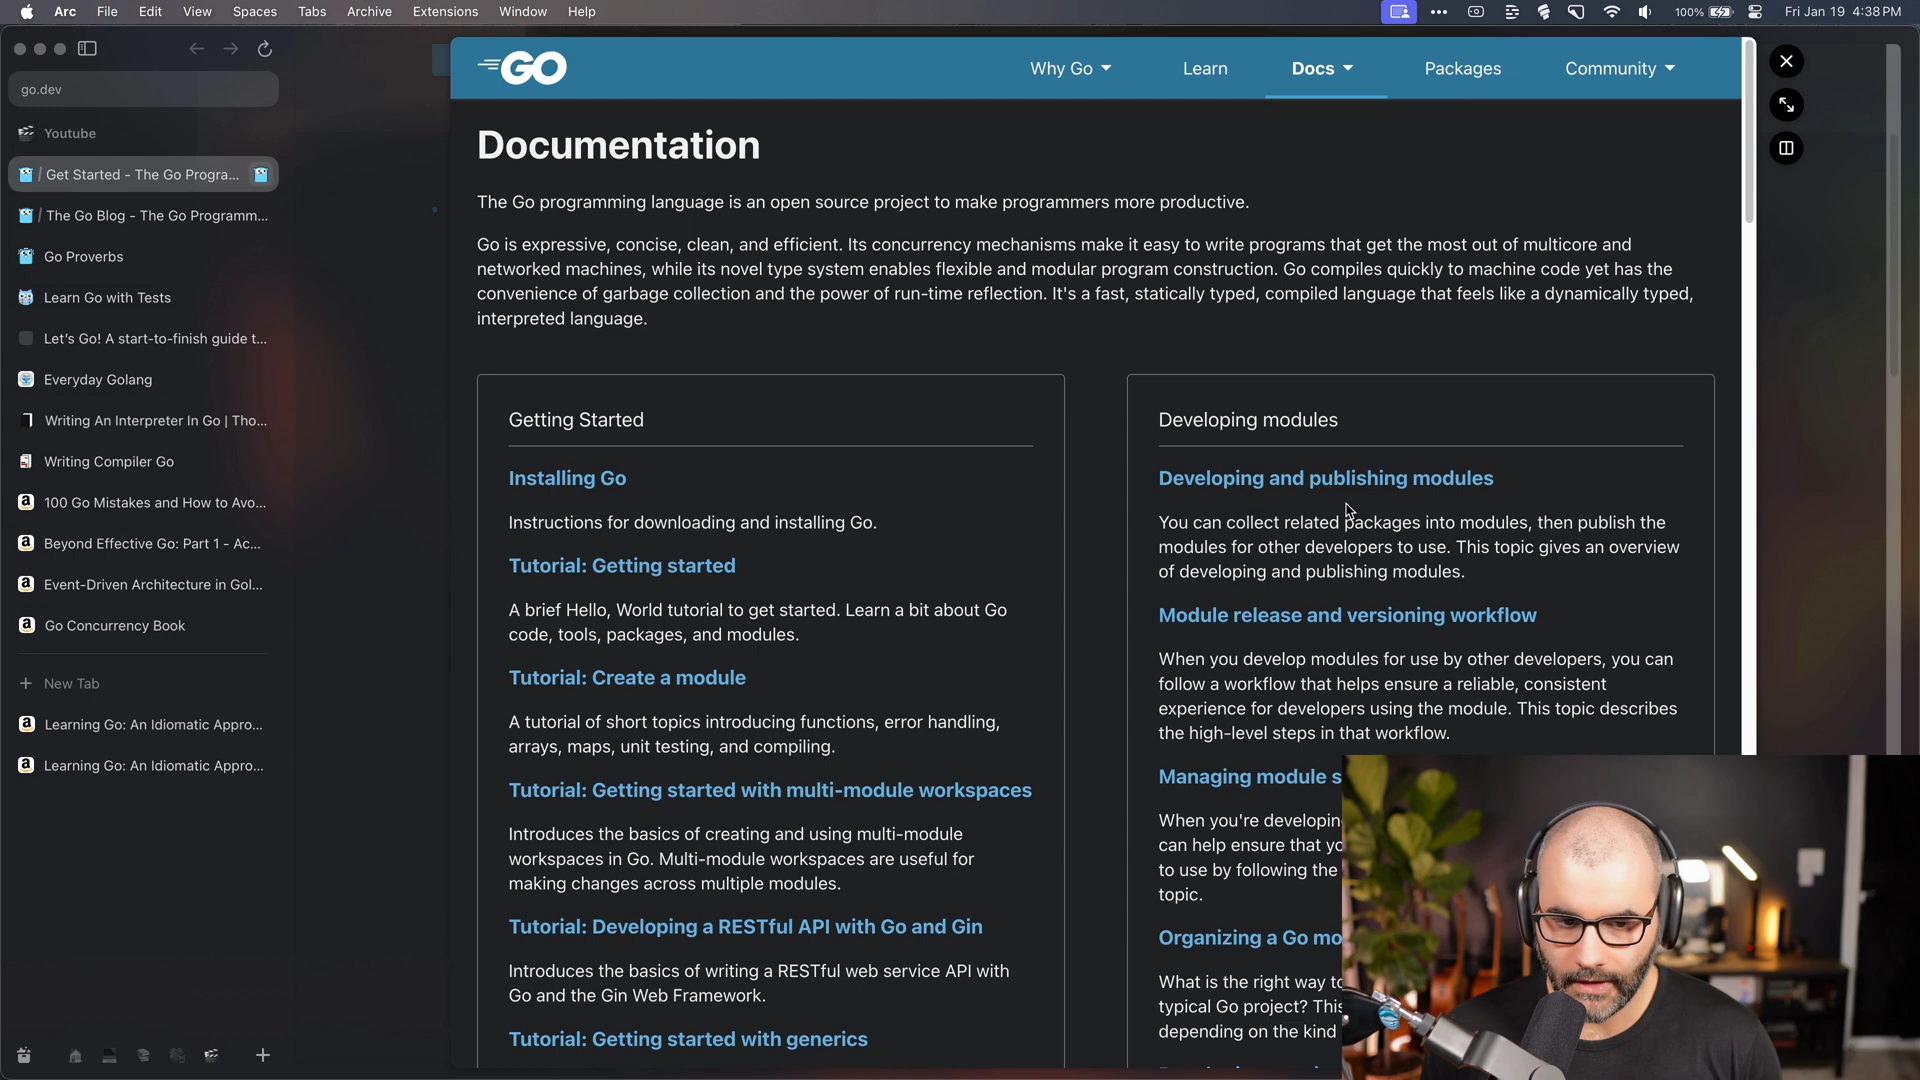 Arc File Edit View Spaces Tabs Archive Extensions Window Help
100% Fri Jan 19 4:38 PM
go.dev
Youtube
/ Get Started - The Go Progra...
/ The Go Blog - The Go Programm...
Go Proverbs
Learn Go with Tests
Let's Go! A start-to-finish guide t...
Everyday Golang
Writing An Interpreter In Go | Tho...
Writing Compiler Go
100 Go Mistakes and How to Avo...
Beyond Effective Go: Part 1 - Ac...
Event-Driven Architecture in Gol...
Go Concurrency Book
New Tab
Learning Go: An Idiomatic Appro...
Learning Go: An Idiomatic Appro...
GO
Why Go Learn Docs Packages Community
Documentation
The Go programming language is an open source project to make programmers more productive.
Go is expressive, concise, clean, and efficient. Its concurrency mechanisms make it easy to write programs that get the most out of multicore and
networked machines, while its novel type system enables flexible and modular program construction. Go compiles quickly to machine code yet has the
convenience of garbage collection and the power of run-time reflection. It's a fast, statically typed, compiled language that feels like a dynamically typed,
interpreted language.
Getting Started
Installing Go
Instructions for downloading and installing Go.
Tutorial: Getting started
A brief Hello, World tutorial to get started. Learn a bit about Go
code, tools, packages, and modules.
Tutorial: Create a module
A tutorial of short topics introducing functions, error handling,
arrays, maps, unit testing, and compiling.
Tutorial: Getting started with multi-module workspaces
Introduces the basics of creating and using multi-module
workspaces in Go. Multi-module workspaces are useful for
making changes across multiple modules.
Tutorial: Developing a RESTful API with Go and Gin
Introduces the basics of writing a RESTful web service API with
Go and the Gin Web Framework.
Tutorial: Getting started with generics
Developing modules
Developing and publishing modules
You can collect related packages into modules, then publish the
modules for other developers to use. This topic gives an overview
of developing and publishing modules.
Module release and versioning workflow
When you develop modules for use by other developers, you can
follow a workflow that helps ensure a reliable, consistent
experience for developers using the module. This topic describes
the high-level steps in that workflow.
Managing module s
When you're developin
can help ensure that yo
to use by following the
topic.
Organizing a Go mo
What is the right way to
typical Go project? This
depending on the kind